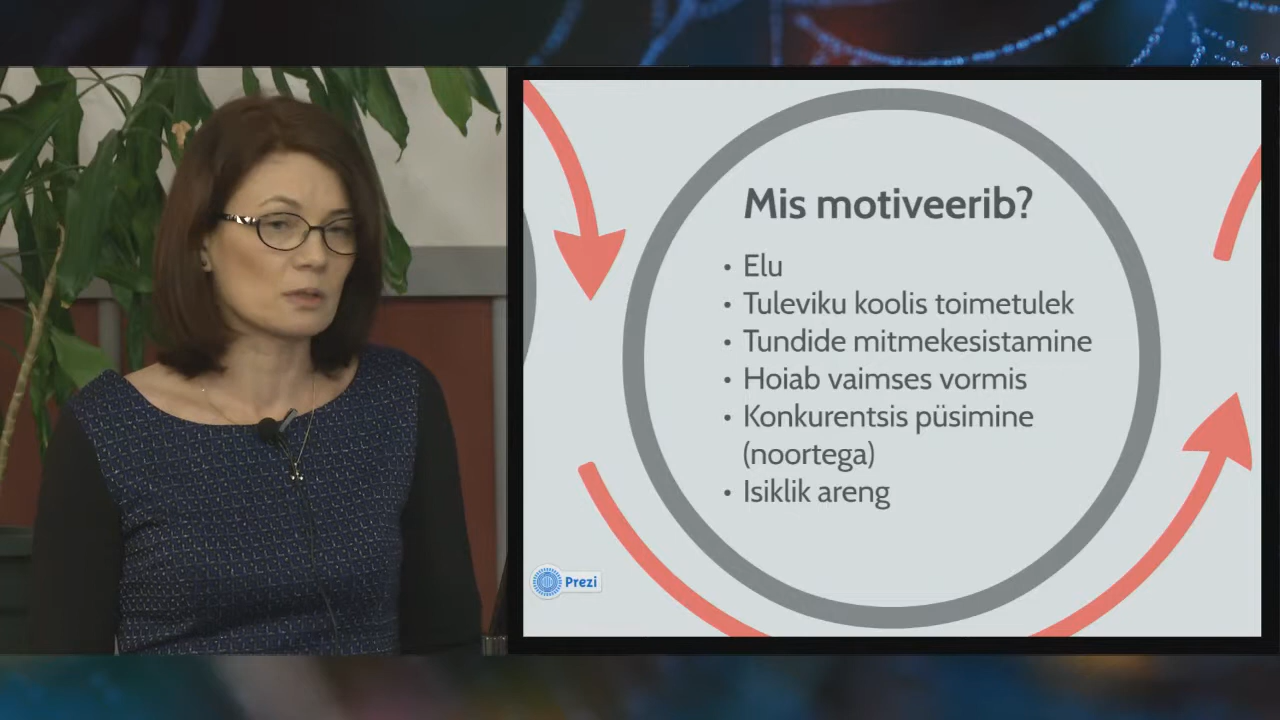 Mis motiveerib?
• Elu
• Tuleviku koolis toimetulek
• Tundide mitmekesistamine
• Hoiab vaimses vormis
• Konkurentsis püsimine
(noortega)
• Isiklik areng
Prezi